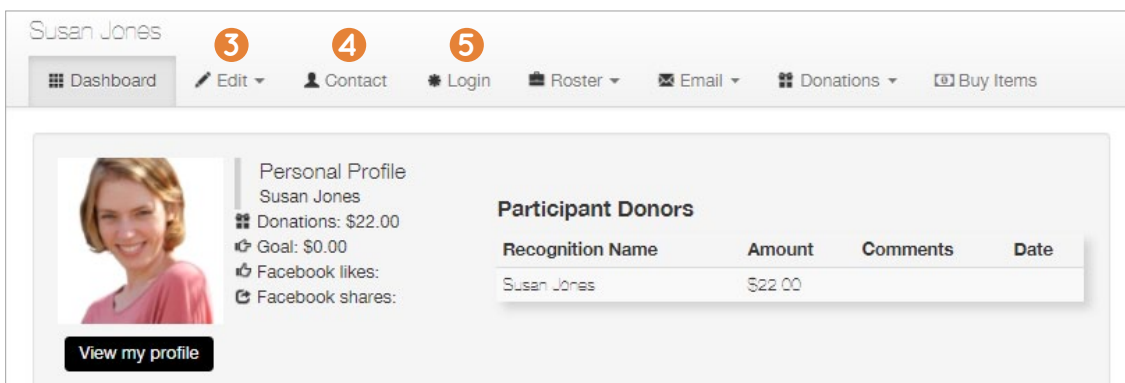 Susan Jones
3 4 5
Dashboard Edit Contact Login Roster Email Donations Buy Items
Personal Profile
Susan Jones
Donations: $22.00
Goal: $0.00
Facebook likes:
Facebook shares:
View my profile
Participant Donors
Recognition Name Amount Comments Date
Susan Jones $22.00